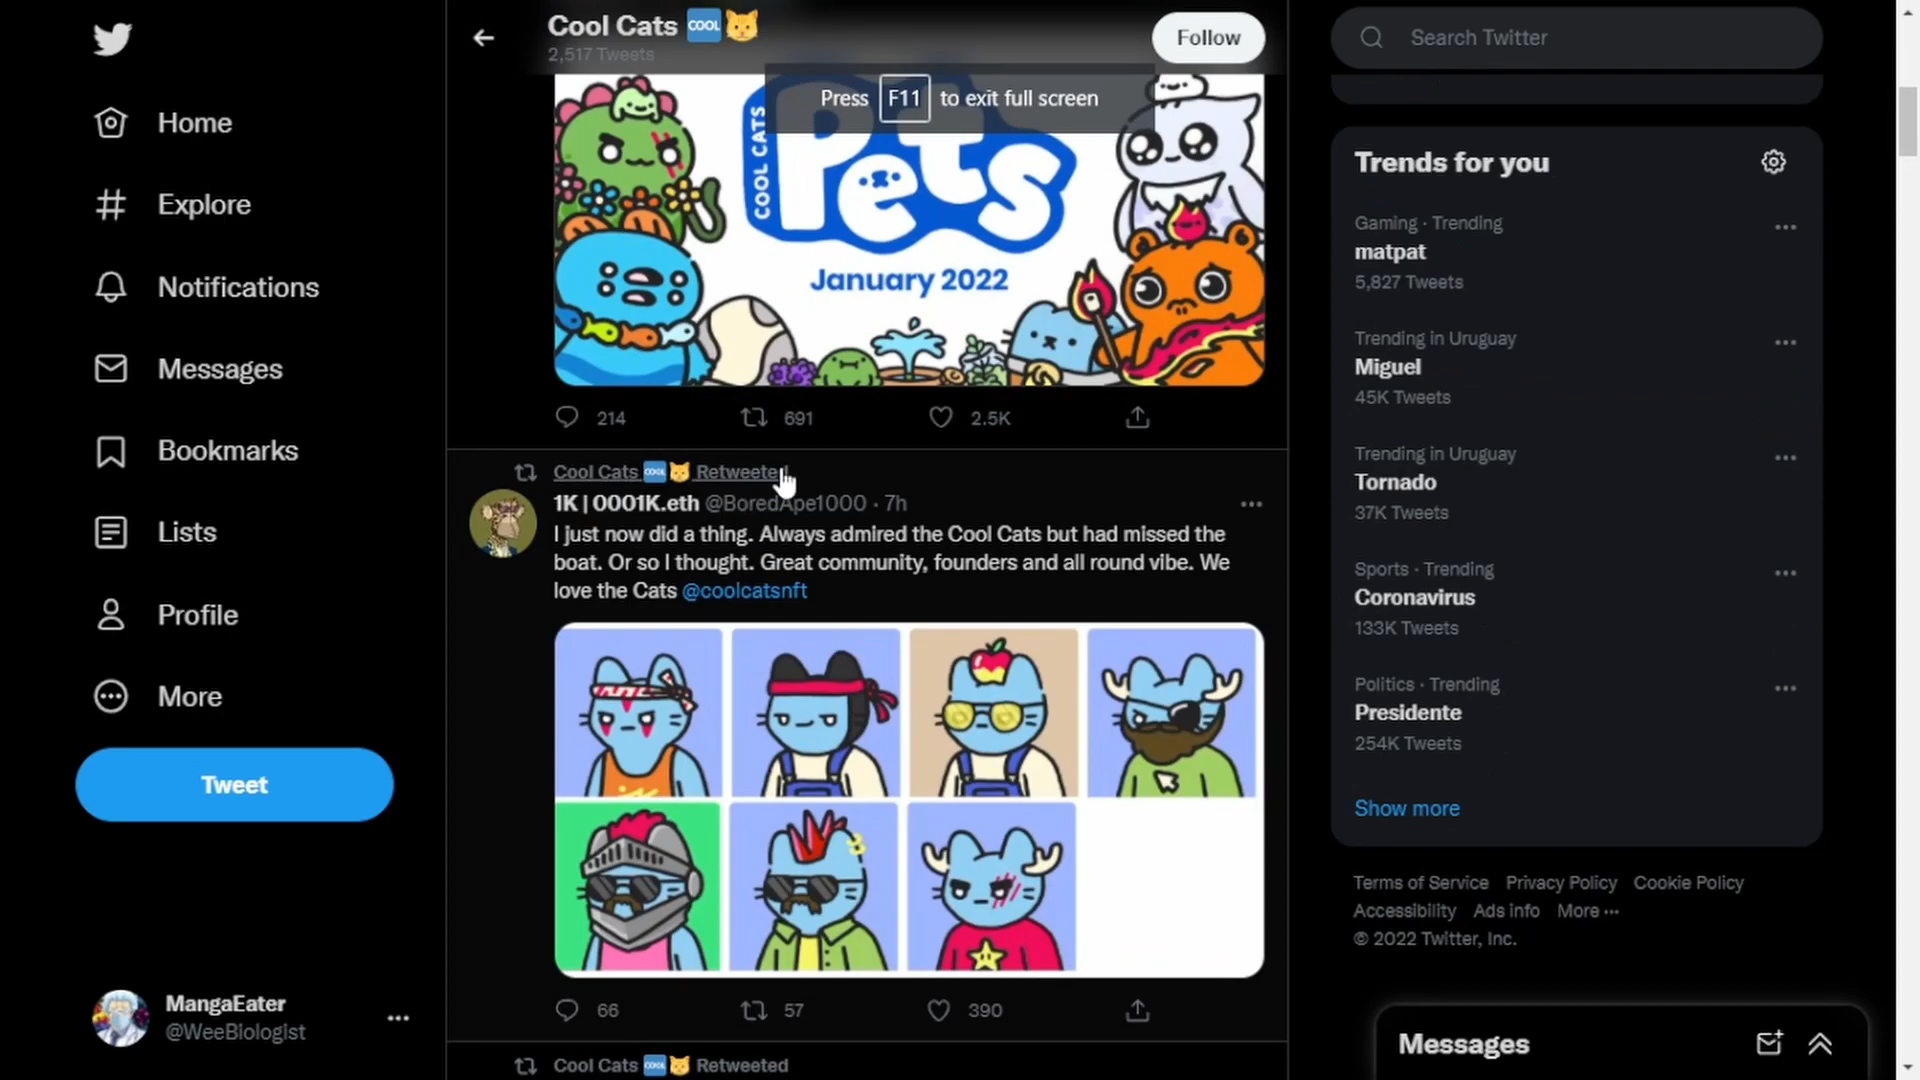 Home
Explore
Notifications
Messages
Bookmarks
Lists
Profile
More
Tweet
MangaEater
@WeeBiologist
Cool Cats COOL
2,517 Tweets
Follow
Press F11 to exit full screen
COOL CATS
Pets
January 2022
214 691 2.5K
Cool Cats COOL Retweeted
1K | 0001K.eth @BoredApe1000 · 7h
I just now did a thing. Always admired the Cool Cats but had missed the
boat. Or so I thought. Great community, founders and all round vibe. We
love the Cats @coolcatsnft
66 57 390
Cool Cats COOL Retweeted
Search Twitter
Trends for you
Gaming · Trending
matpat
5,827 Tweets
Trending in Uruguay
Miguel
45K Tweets
Trending in Uruguay
Tornado
37K Tweets
Sports · Trending
Coronavirus
133K Tweets
Politics · Trending
Presidente
254K Tweets
Show more
Terms of Service Privacy Policy Cookie Policy
Accessibility Ads info More ···
© 2022 Twitter, Inc.
Messages